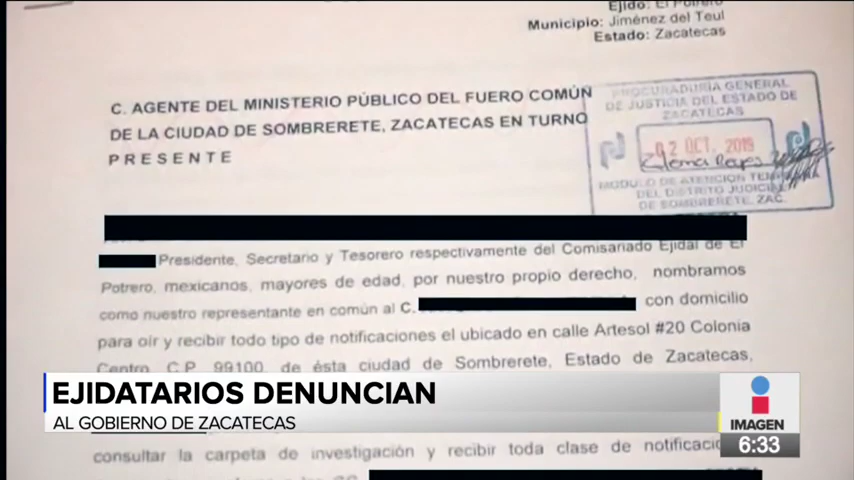 Ejido: El Potrero
Municipio: Jiménez del Teul
Estado: Zacatecas
C. AGENTE DEL MINISTERIO PÚBLICO DEL FUERO COMÚN
DE LA CIUDAD DE SOMBRERETE, ZACATECAS EN TURNO
PRESENTE
PROCURADURÍA GENERAL
DE JUSTICIA DEL ESTADO DE
ZACATECAS
02 OCT. 2019
MODULO DE ATENCION
DEL DISTRITO JUDICIAL
DE SOMBRERETE, ZAC.
Presidente, Secretario y Tesorero respectivamente del Comisariado Ejidal de El
Potrero, mexicanos, mayores de edad, por nuestro propio derecho, nombramos
como nuestro representante en común al C. con domicilio
para oír y recibir todo tipo de notificaciones el ubicado en calle Artesol #20 Colonia
Centro C.P. 99100, de ésta ciudad de Sombrerete, Estado de Zacatecas,
EJIDATARIOS DENUNCIAN
AL GOBIERNO DE ZACATECAS
IMAGEN
6:33
consultar la carpeta de investigación y recibir toda clase de